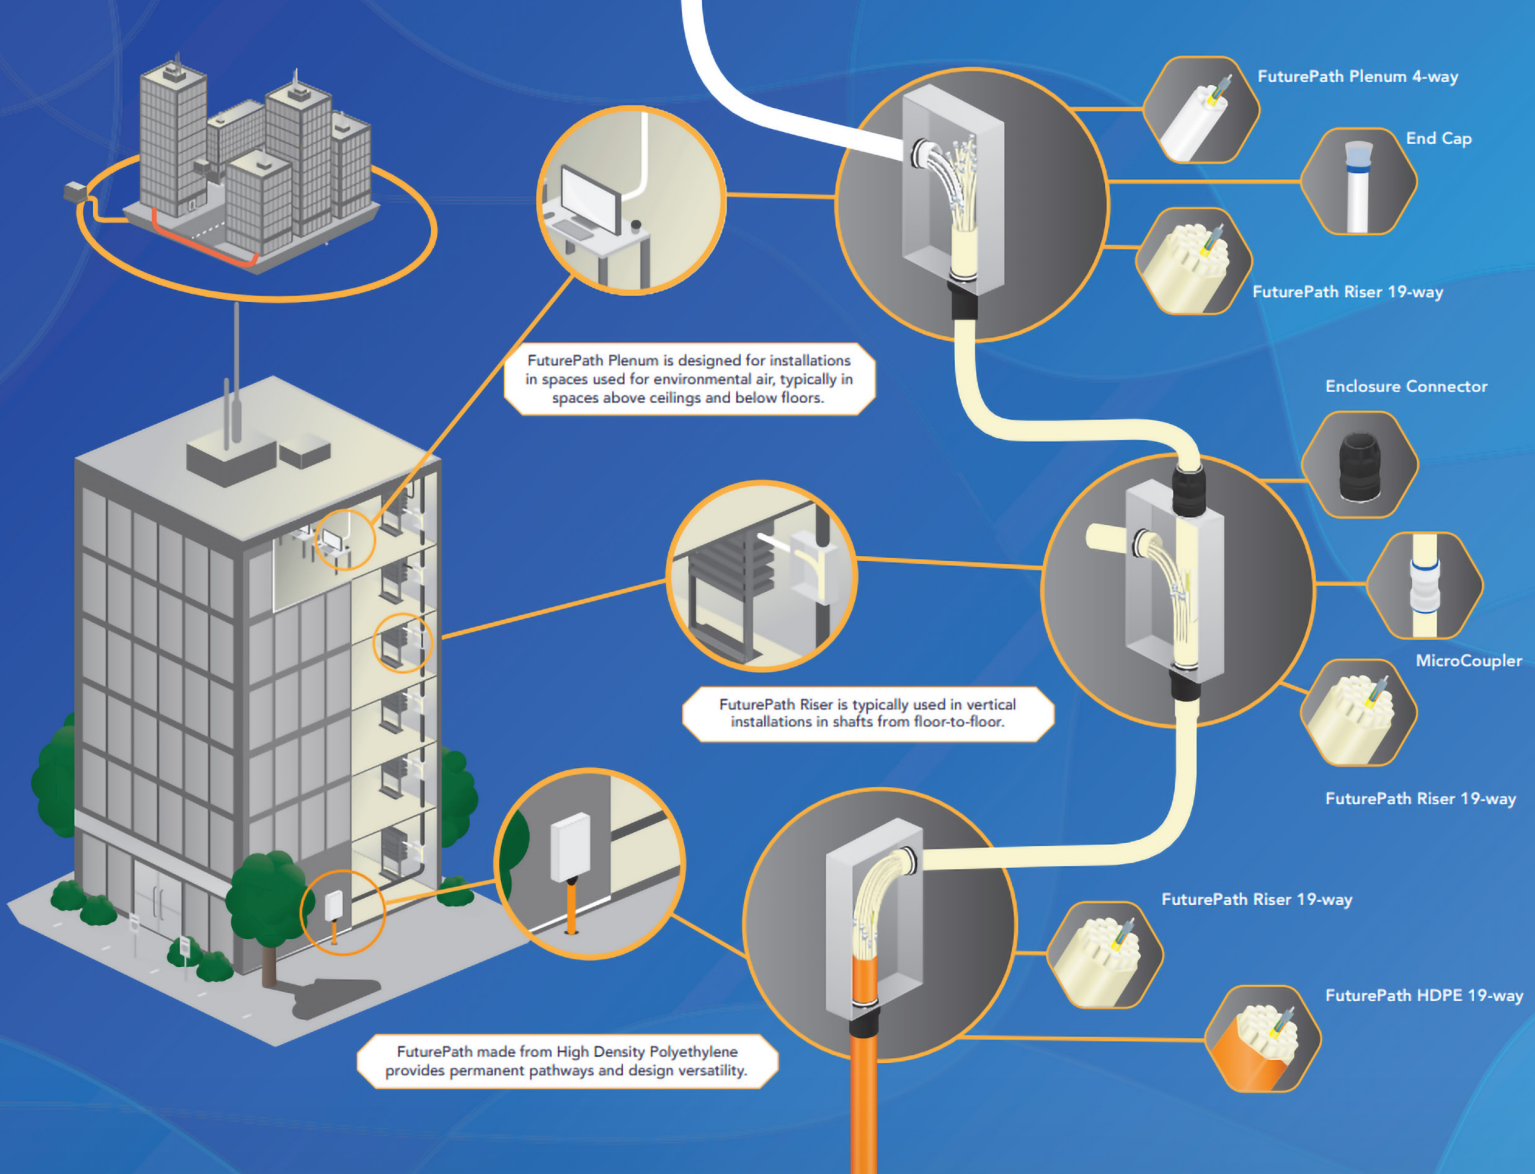 FuturePath Plenum 4-way
End Cap
FuturePath Riser 19-way
FuturePath Plenum is designed for installations
in spaces used for environmental air, typically in
spaces above ceilings and below floors.
Enclosure Connector
MicroCoupler
FuturePath Riser is typically used in vertical
installations in shafts from floor-to-floor.
FuturePath Riser 19-way
FuturePath Riser 19-way
FuturePath HDPE 19-way
FuturePath made from High Density Polyethylene
provides permanent pathways and design versatility.